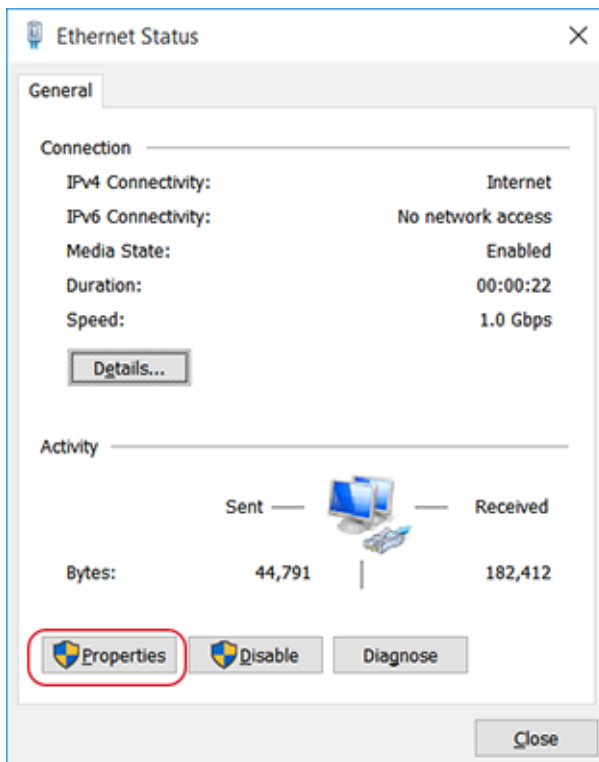 Ethernet Status
General
Connection
IPv4 Connectivity: Internet
IPv6 Connectivity: No network access
Media State: Enabled
Duration: 00:00:22
Speed: 1.0 Gbps
Details...
Activity
Sent Received
Bytes: 44,791 182,412
Properties Disable Diagnose
Close